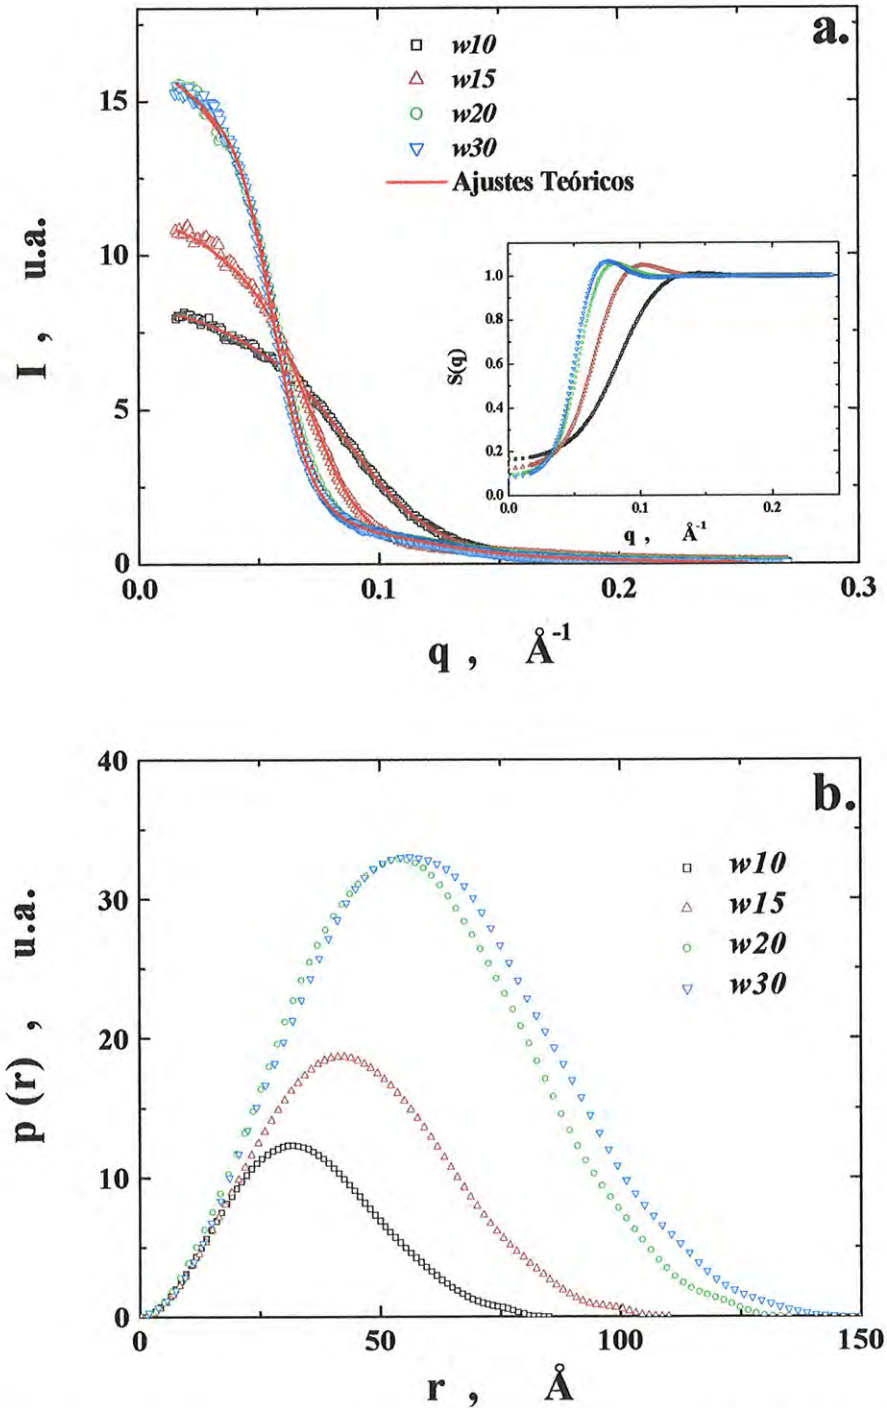 a.
w10
w15
w20
w30
Ajustes Teóricos
15
10
5
0
I , u.a.
0.0 0.1 0.2 0.3
q , Å-1
1.0
0.8
0.6
0.4
0.2
0.0
S(q)
0.0 0.1 0.2
q , Å-1
b.
40
30
20
10
0
p (r) , u.a.
w10
w15
w20
w30
0 50 100 150
r , Å